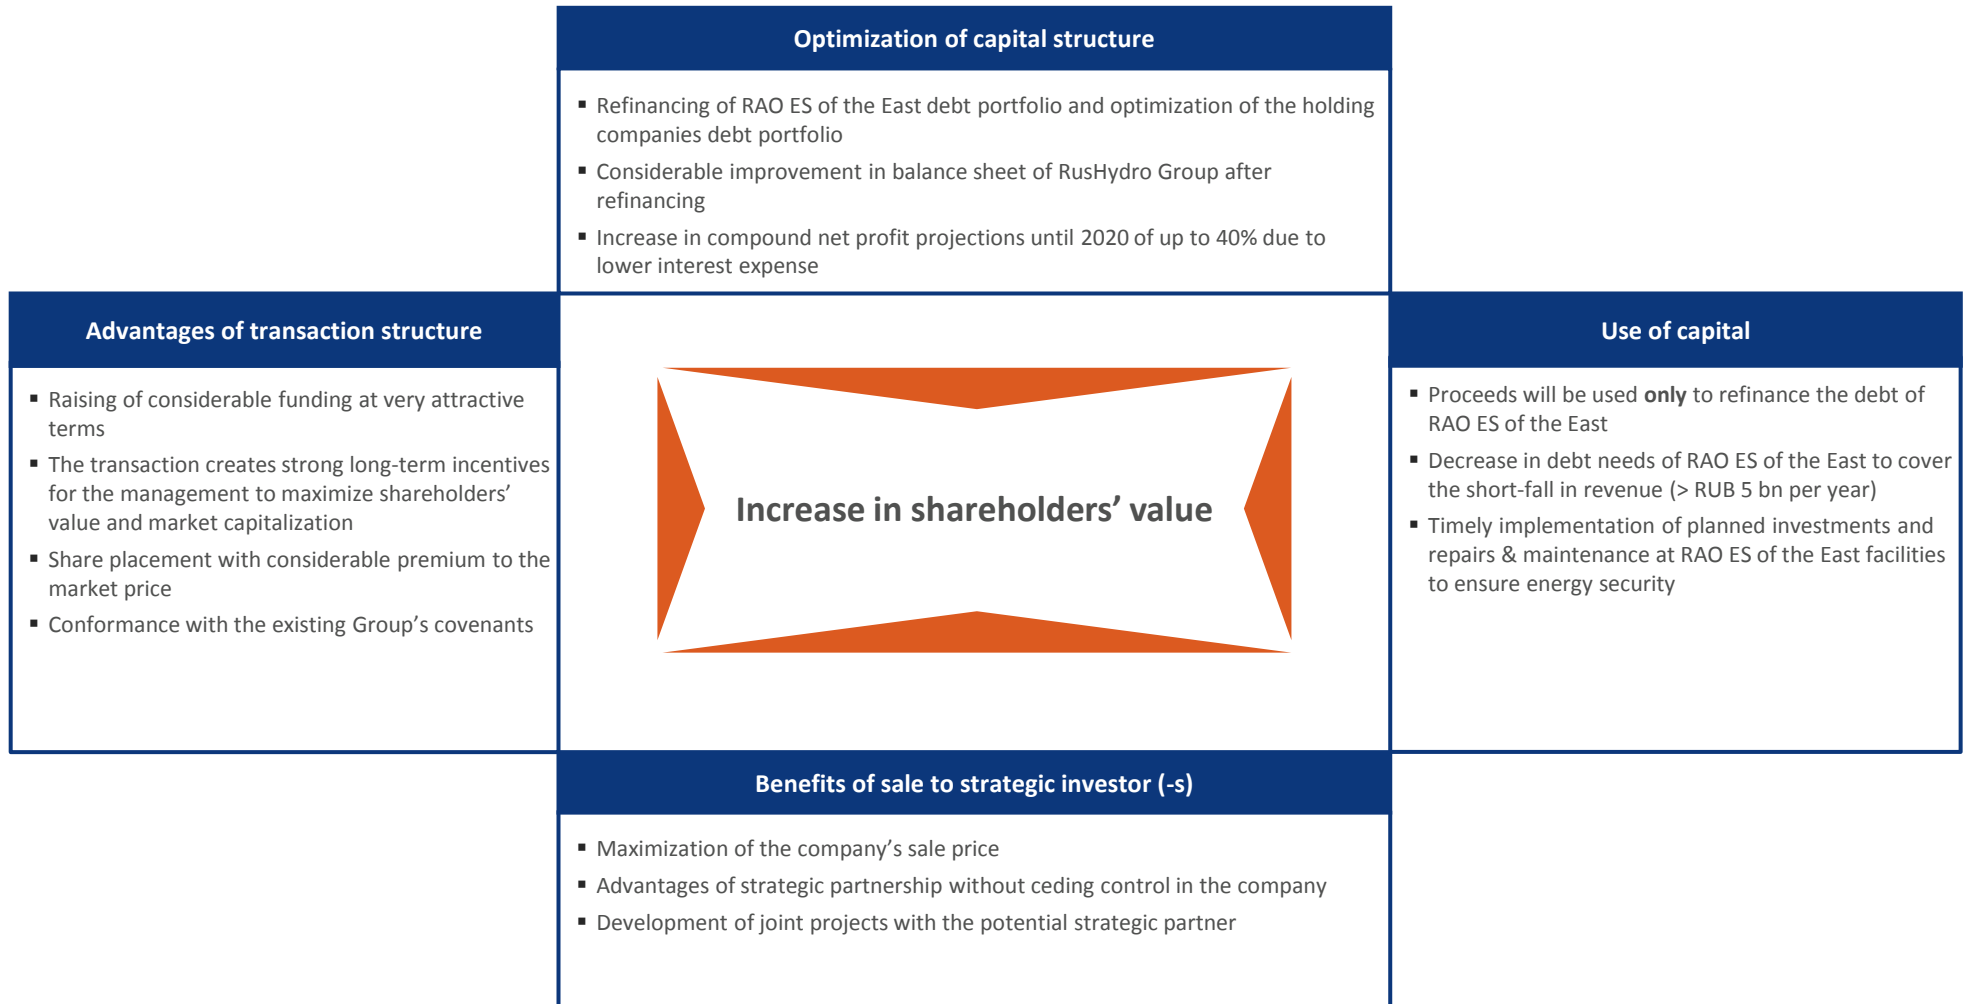 Optimization of capital structure
▪ Refinancing of RAO ES of the East debt portfolio and optimization of the holding
companies debt portfolio
▪ Considerable improvement in balance sheet of RusHydro Group after
refinancing
▪ Increase in compound net profit projections until 2020 of up to 40% due to
lower interest expense
Advantages of transaction structure
▪ Raising of considerable funding at very attractive
terms
▪ The transaction creates strong long-term incentives
for the management to maximize shareholders’
value and market capitalization
▪ Share placement with considerable premium to the
market price
▪ Conformance with the existing Group’s covenants
Increase in shareholders’ value
Use of capital
▪ Proceeds will be used only to refinance the debt of
RAO ES of the East
▪ Decrease in debt needs of RAO ES of the East to cover
the short-fall in revenue (> RUB 5 bn per year)
▪ Timely implementation of planned investments and
repairs & maintenance at RAO ES of the East facilities
to ensure energy security
Benefits of sale to strategic investor (-s)
▪ Maximization of the company’s sale price
▪ Advantages of strategic partnership without ceding control in the company
▪ Development of joint projects with the potential strategic partner